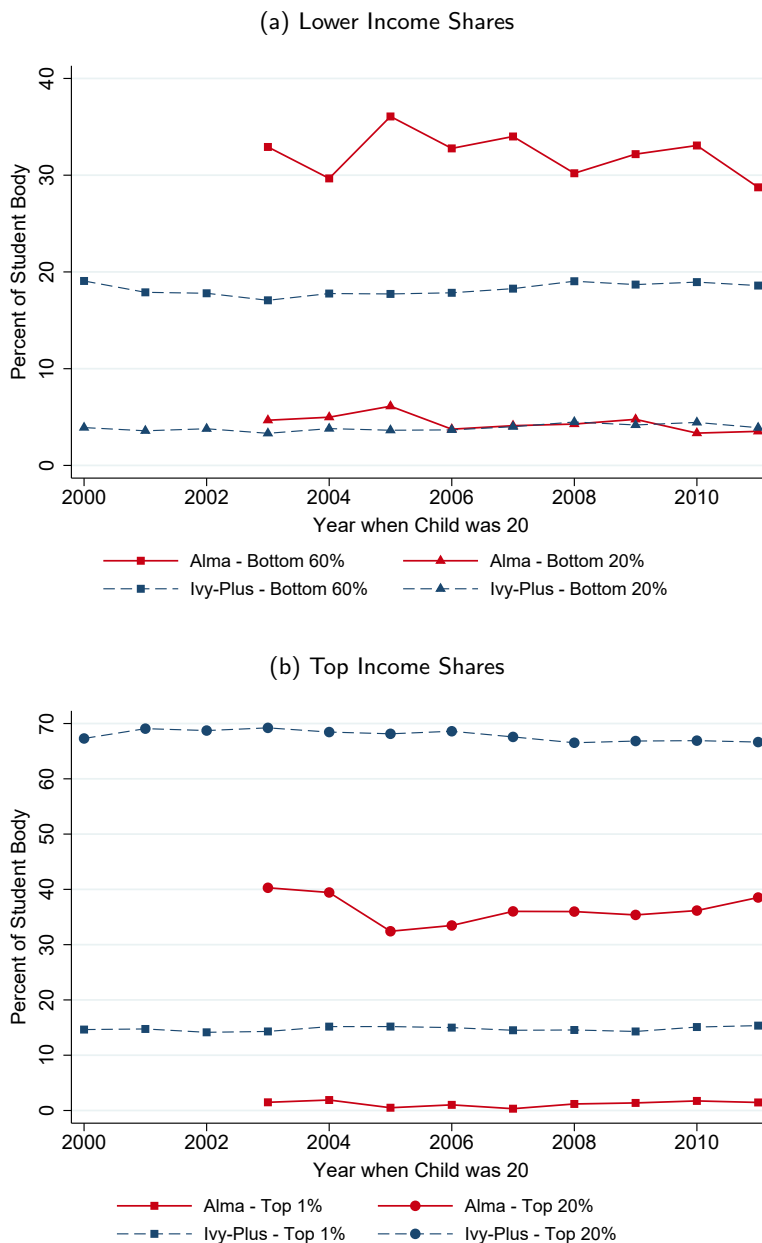 (a) Lower Income Shares
Percent of Student Body
40
30
20
10
0
2000 2002 2004 2006 2008 2010
Year when Child was 20
Alma - Bottom 60% Alma - Bottom 20%
Ivy-Plus - Bottom 60% Ivy-Plus - Bottom 20%
(b) Top Income Shares
Percent of Student Body
70
60
50
40
30
20
10
0
2000 2002 2004 2006 2008 2010
Year when Child was 20
Alma - Top 1% Alma - Top 20%
Ivy-Plus - Top 1% Ivy-Plus - Top 20%